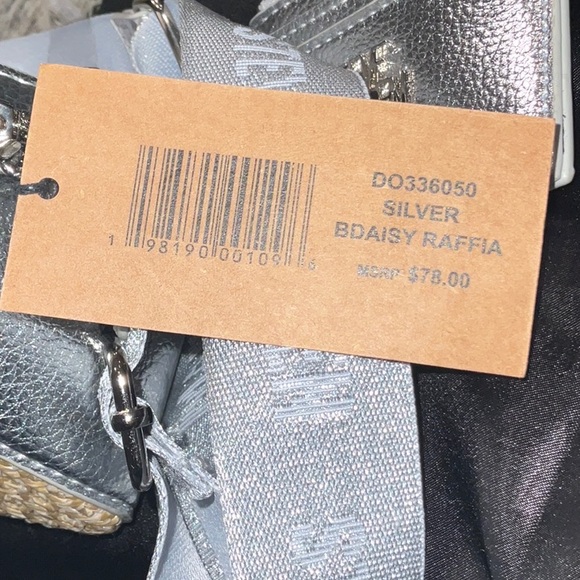 DO336050
SILVER
BDAISY RAFFIA
MSRP $78.00
1 98190 00109 6